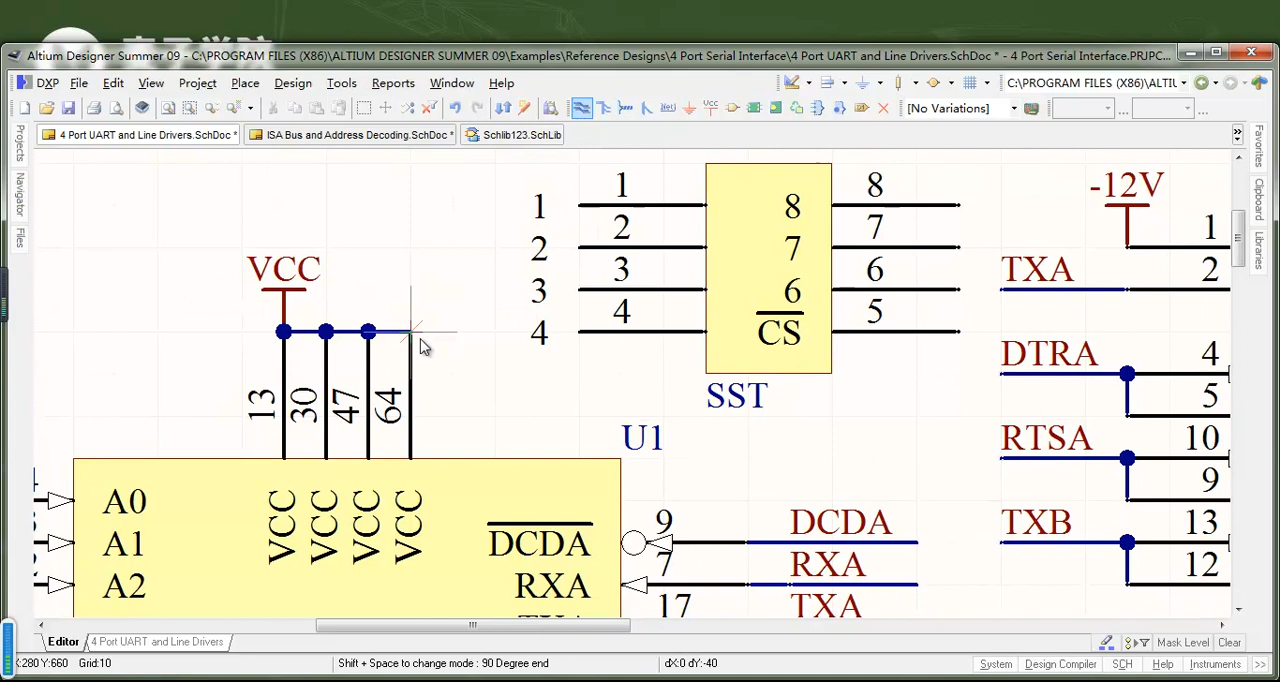 Altium Designer Summer 09 - C:\PROGRAM FILES (X86)\ALTIUM DESIGNER SUMMER 09\Examples\Reference Designs\4 Port Serial Interface\4 Port UART and Line Drivers.SchDoc * - 4 Port Serial Interface.PRJPC...
DXP File Edit View Project Place Design Tools Reports Window Help C:\PROGRAM FILES (X86)\ALTIU
[No Variations] ... ...
4 Port UART and Line Drivers.SchDoc * ISA Bus and Address Decoding.SchDoc * Schlib123.SchLib
Projects
Navigator
Files
Favorites
Clipboard
Libraries
VCC
13
30
47
64
1 1
2 2
3 3
4 4
8 8
7 7
6 6
CS 5
SST
U1
-12V
1
TXA 2
DTRA 4
5
RTSA 10
9
TXB 13
12
A0
A1
A2
VCC
VCC
VCC
VCC
DCDA 9 DCDA
RXA 7 RXA
17 TXA
Editor 4 Port UART and Line Drivers Mask Level Clear
X:280 Y:660 Grid:10 Shift + Space to change mode : 90 Degree end dX:0 dY:-40 System Design Compiler SCH Help Instruments >>